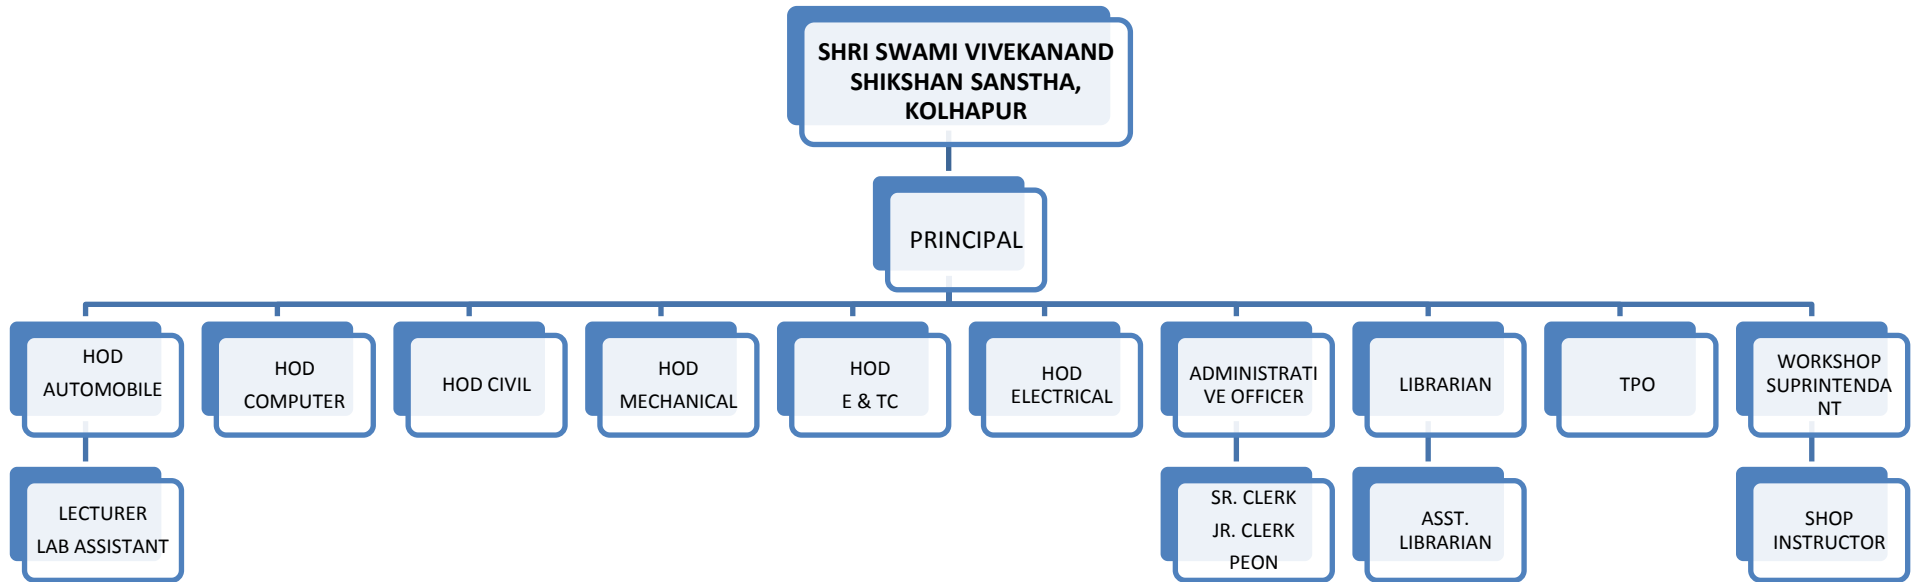 SHRI SWAMI VIVEKANAND
SHIKSHAN SANSTHA,
KOLHAPUR
PRINCIPAL
HOD
AUTOMOBILE
HOD
COMPUTER
HOD CIVIL
HOD
MECHANICAL
HOD
E & TC
HOD
ELECTRICAL
ADMINISTRATI
VE OFFICER
LIBRARIAN
TPO
WORKSHOP
SUPRINTENDA
NT
LECTURER
LAB ASSISTANT
SR. CLERK
JR. CLERK
PEON
ASST.
LIBRARIAN
SHOP
INSTRUCTOR